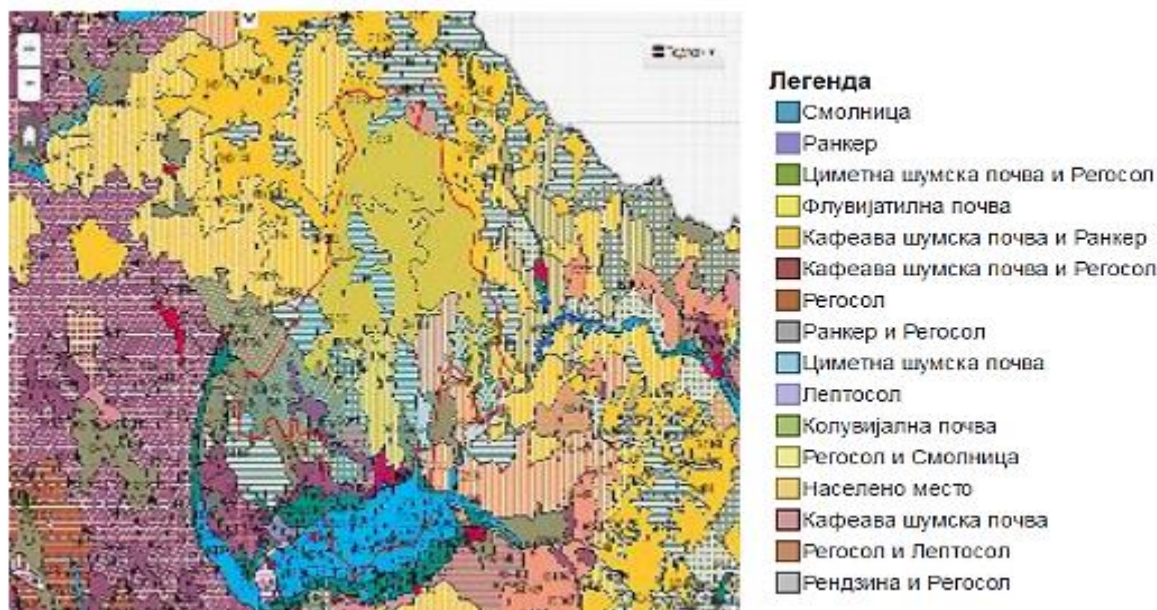 Легенда
Смолница
Ранкер
Циметна шумска почва и Регосол
Флувијатилна почва
Кафеава шумска почва и Ранкер
Кафеава шумска почва и Регосол
Регосол
Ранкер и Регосол
Циметна шумска почва
Лептосол
Колувијална почва
Регосол и Смолница
Населено место
Кафеава шумска почва
Регосол и Лептосол
Рендзина и Регосол